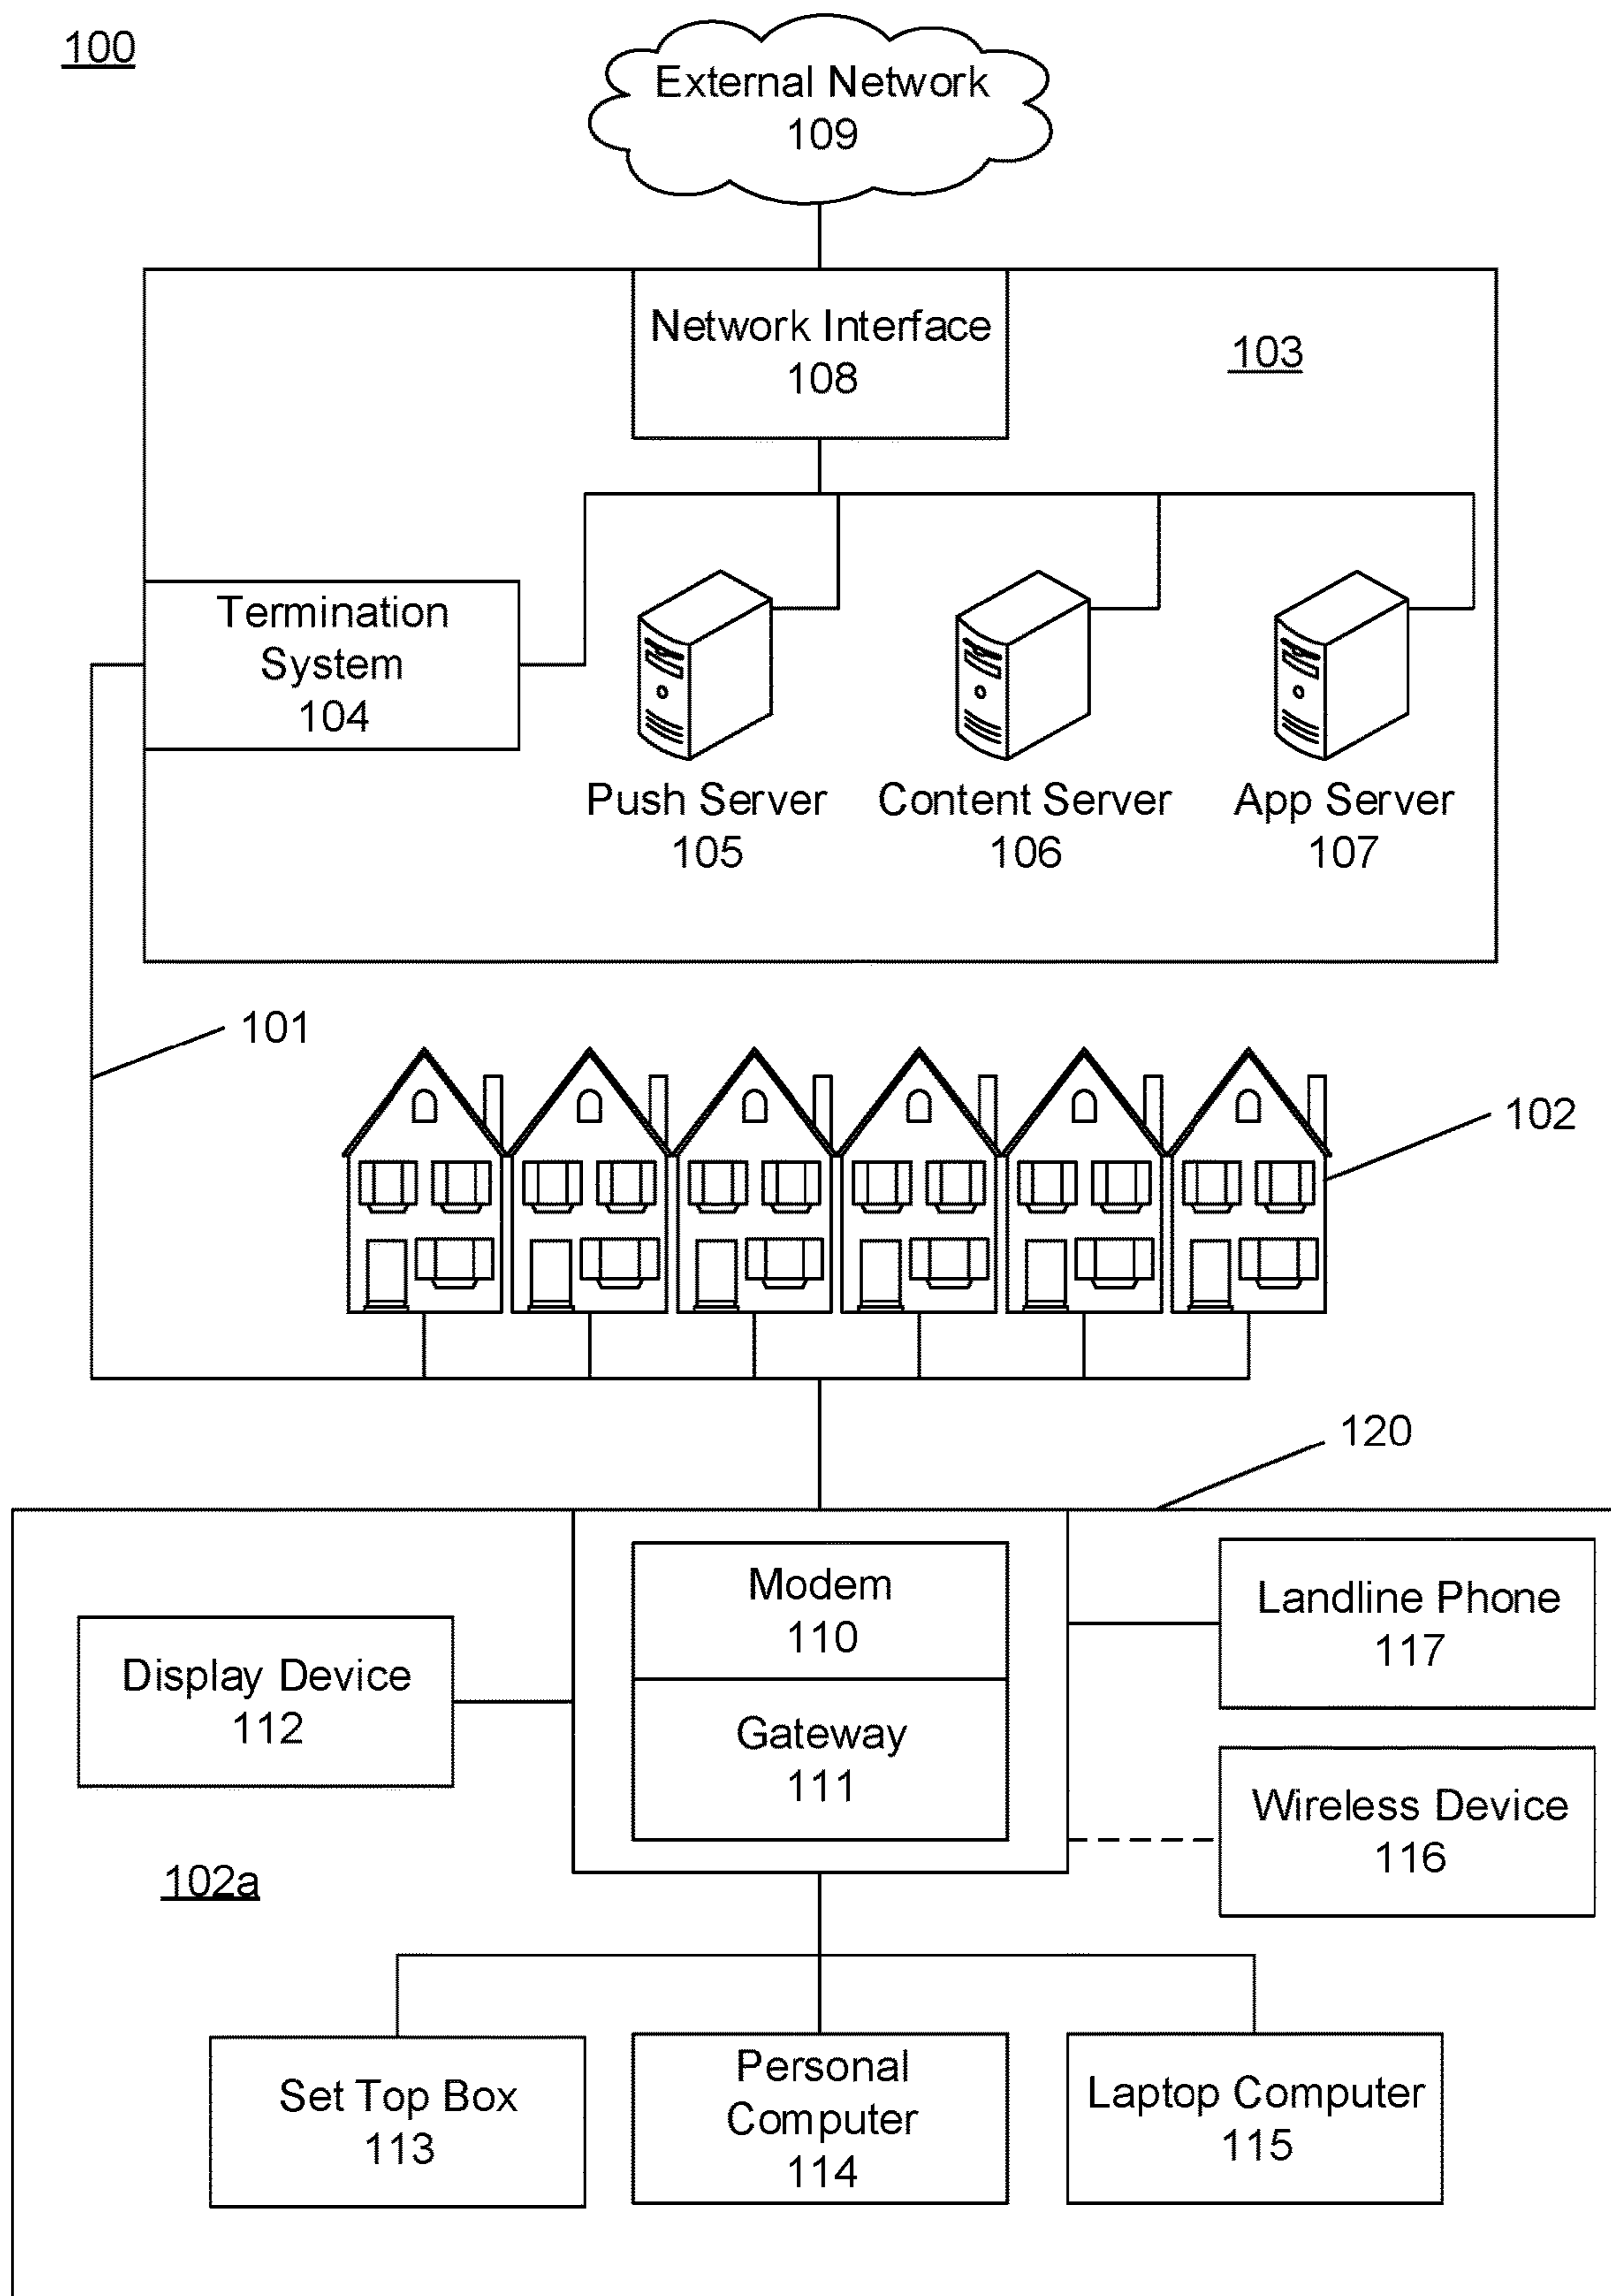 100
External Network
109
Network Interface
108
103
Termination
System
104
Push Server
105
Content Server
106
App Server
107
101
102
120
Modem
110
Gateway
111
Landline Phone
117
Display Device
112
Wireless Device
116
102a
Set Top Box
113
Personal
Computer
114
Laptop Computer
115